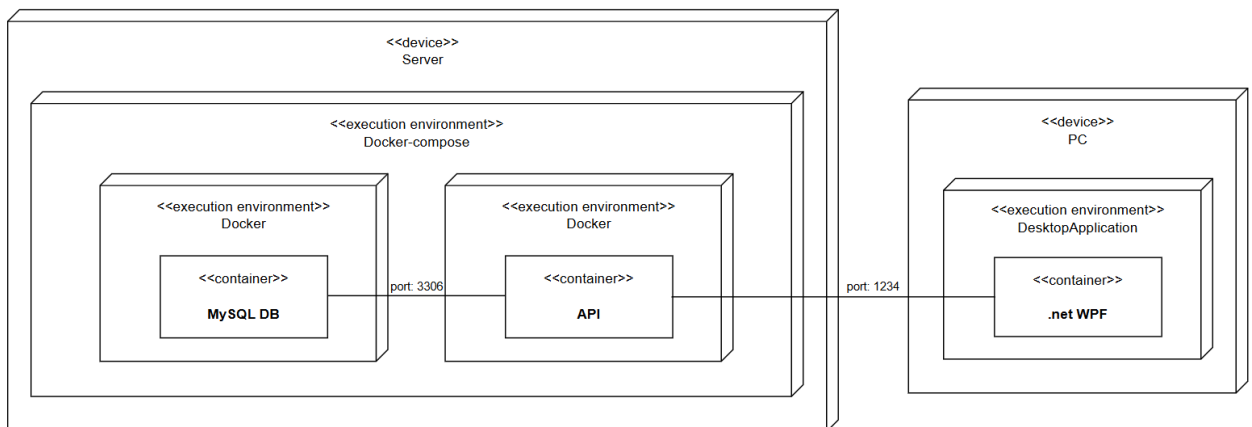 <<device>>
Server
<<execution environment>>
Docker-compose
<<execution environment>>
Docker
<<container>>
MySQL DB
port: 3306
<<execution environment>>
Docker
<<container>>
API
port: 1234
<<device>>
PC
<<execution environment>>
DesktopApplication
<<container>>
.net WPF